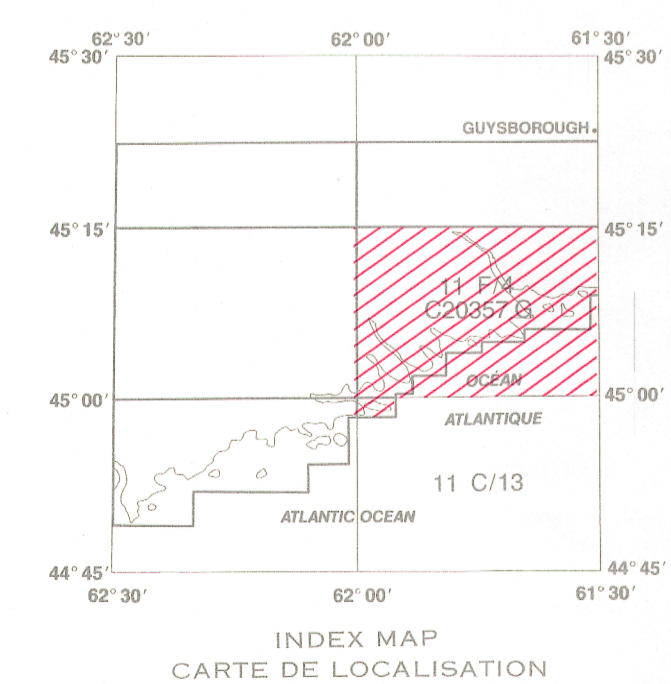 62° 30′ 62° 00′ 61° 30′
45° 30′ 45° 30′
GUYSBOROUGH
45° 15′ 45° 15′
11 F/4
C20357 G
OCÉAN
45° 00′ 45° 00′
ATLANTIQUE
11 C/13
ATLANTIC OCEAN
44° 45′ 44° 45′
62° 30′ 62° 00′ 61° 30′
INDEX MAP
CARTE DE LOCALISATION